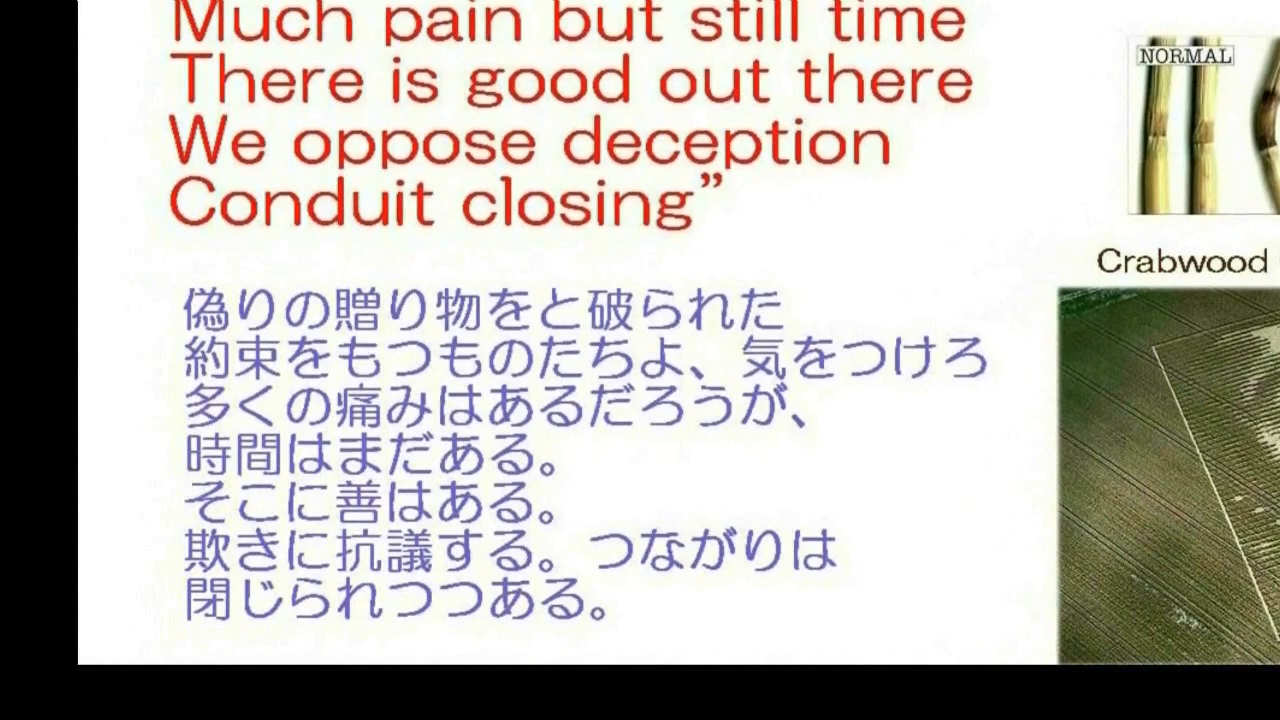 Much pain but still time
There is good out there
We oppose deception
Conduit closing”
偽りの贈り物をと破られた
約束をもつものたちよ、気をつけろ
多くの痛みはあるだろうが、
時間はまだある。
そこに善はある。
欺きに抗議する。つながりは
閉じられつつある。
NORMAL
Crabwood